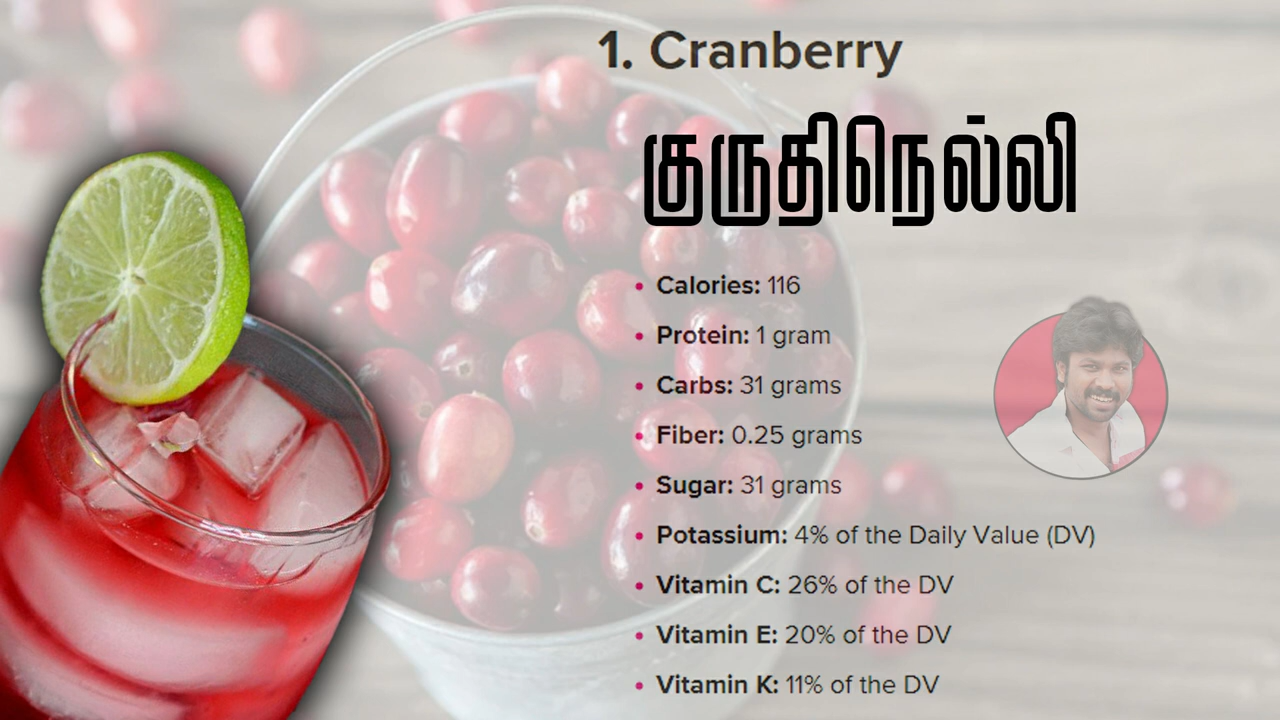 1. Cranberry
குருதிநெல்லி
• Calories: 116
• Protein: 1 gram
• Carbs: 31 grams
• Fiber: 0.25 grams
• Sugar: 31 grams
• Potassium: 4% of the Daily Value (DV)
• Vitamin C: 26% of the DV
• Vitamin E: 20% of the DV
• Vitamin K: 11% of the DV